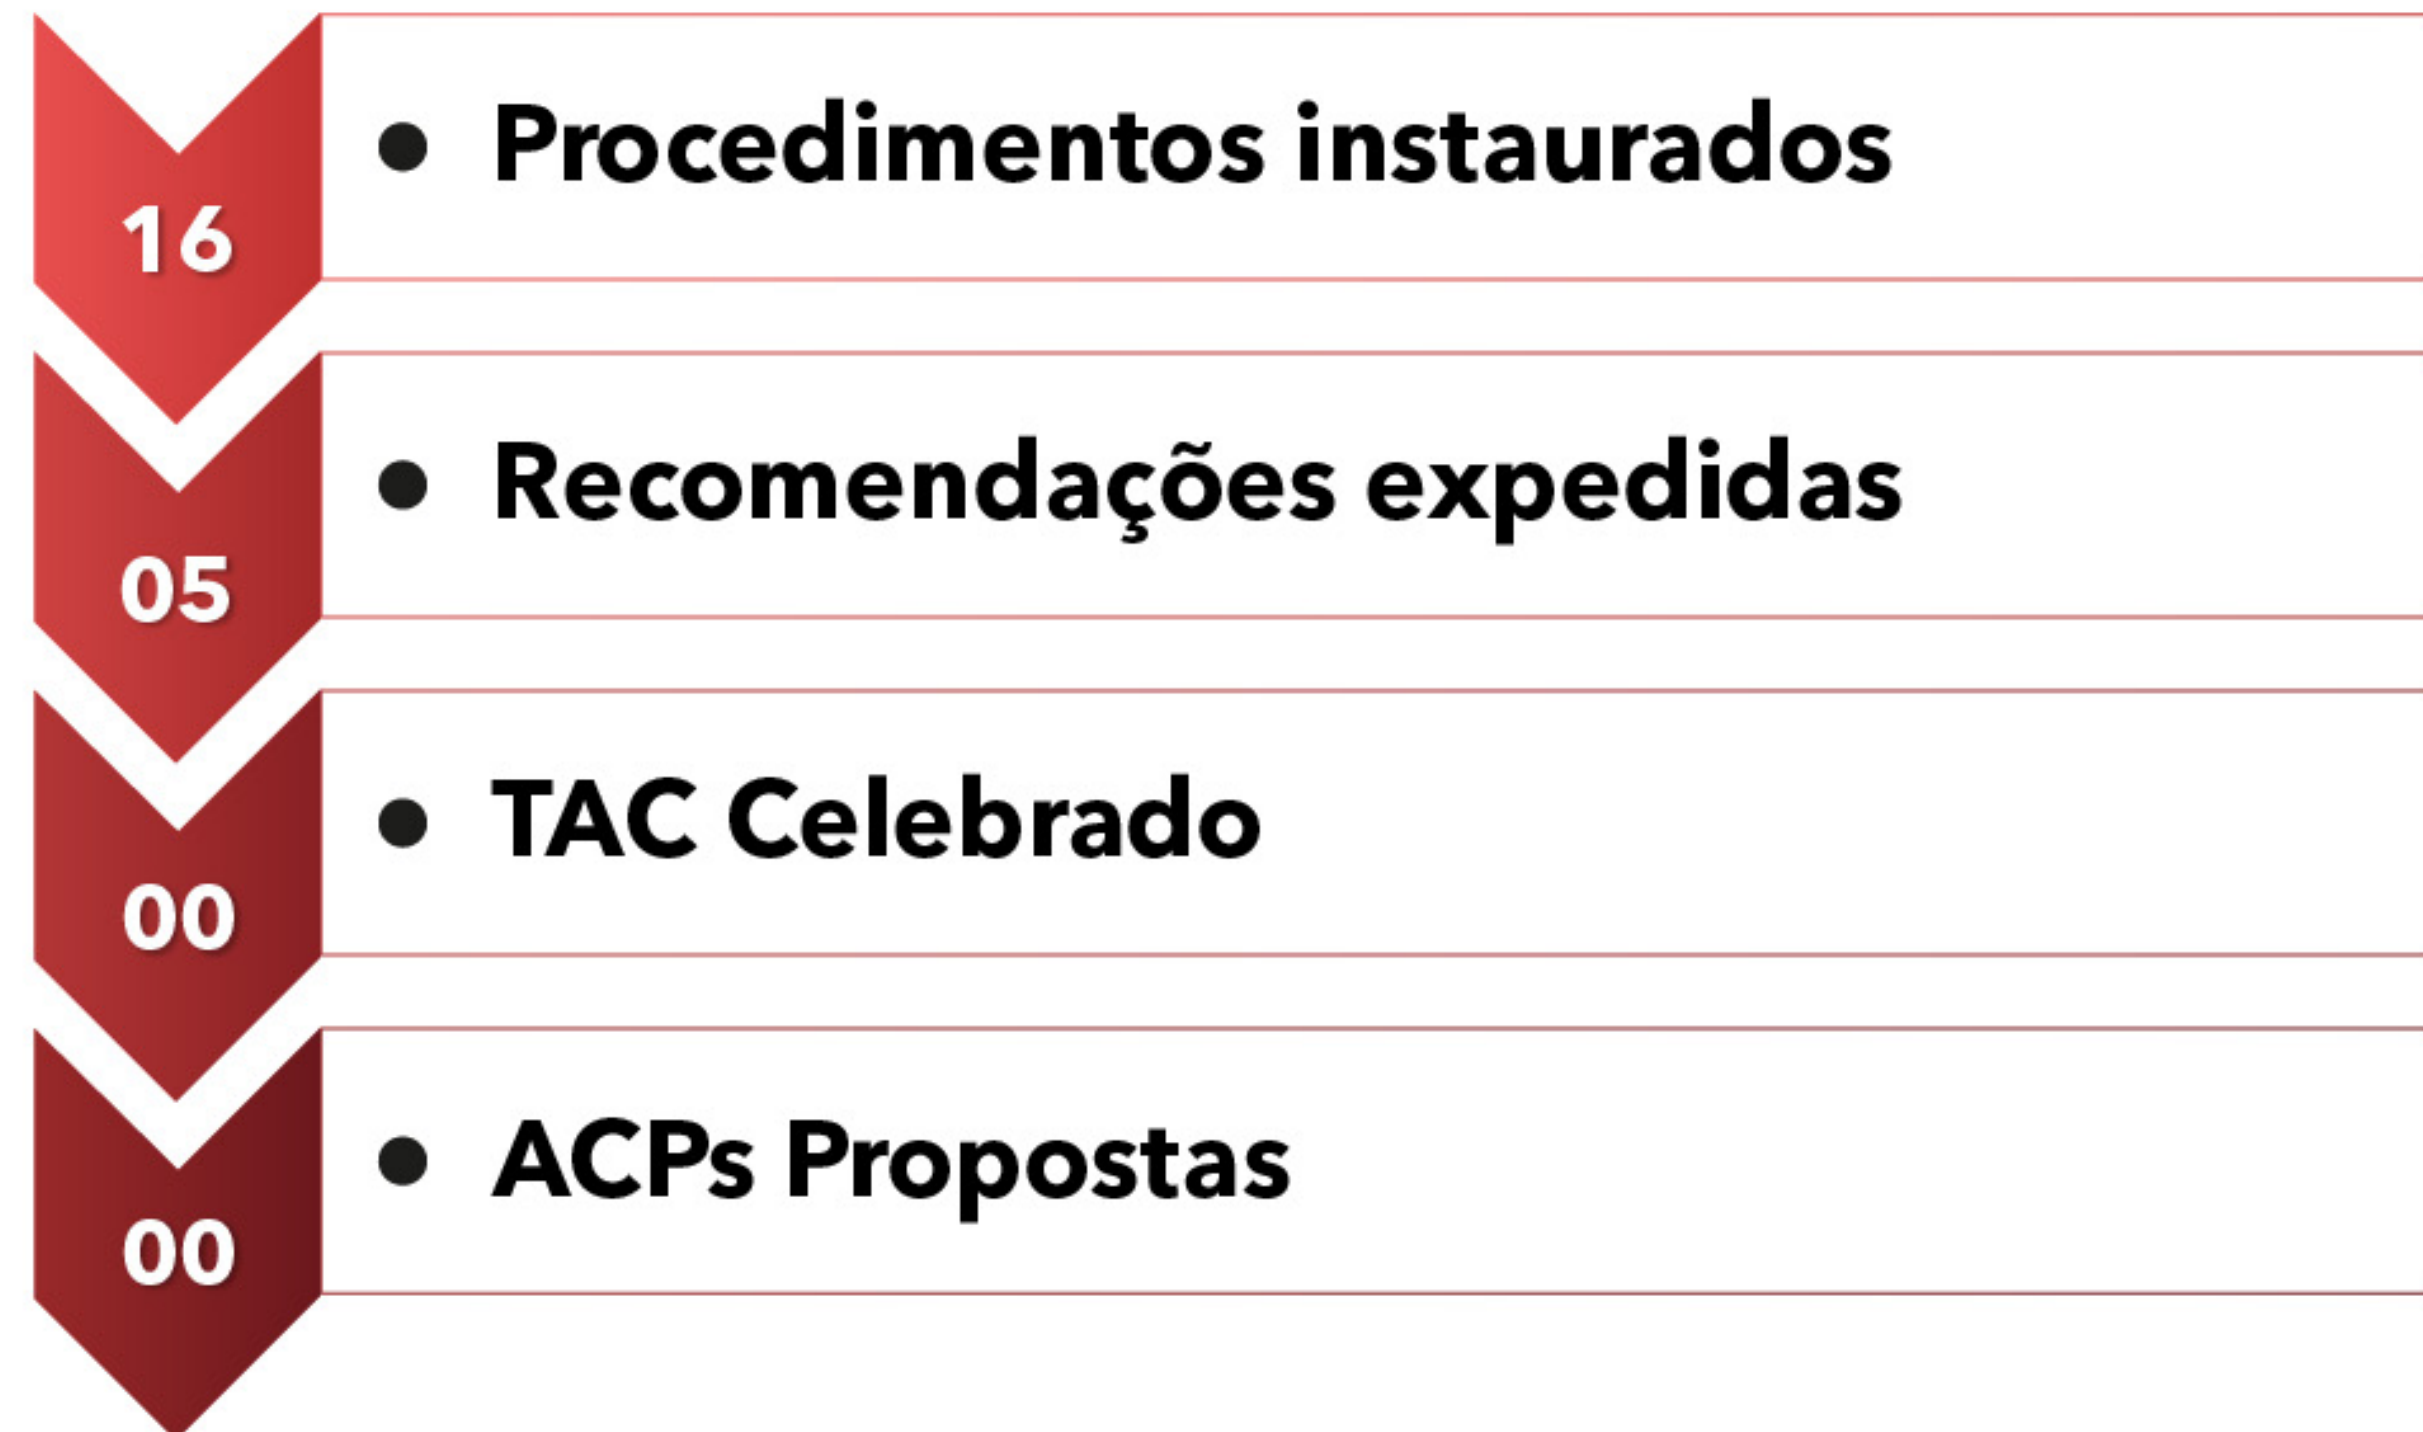 16
• Procedimentos instaurados
05
• Recomendações expedidas
00
• TAC Celebrado
00
• ACPs Propostas